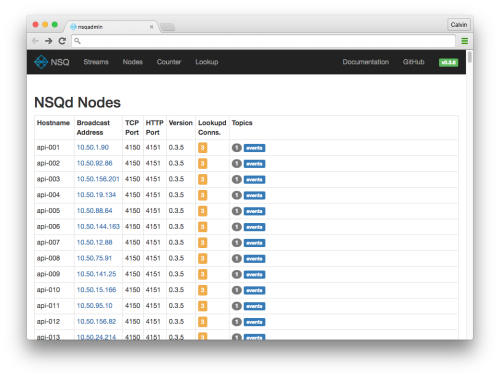 nsqadmin
Calvin
NSQ Streams Nodes Counter Lookup Documentation GitHub v0.3.6
NSQd Nodes
Hostname Broadcast Address TCP Port HTTP Port Version Lookupd Conns. Topics
api-001 10.50.1.90 4150 4151 0.3.5 3 1 events
api-002 10.50.92.86 4150 4151 0.3.5 3 1 events
api-003 10.50.156.201 4150 4151 0.3.5 3 1 events
api-004 10.50.19.134 4150 4151 0.3.5 3 1 events
api-005 10.50.88.64 4150 4151 0.3.5 3 1 events
api-006 10.50.144.163 4150 4151 0.3.5 3 1 events
api-007 10.50.12.88 4150 4151 0.3.5 3 1 events
api-008 10.50.75.91 4150 4151 0.3.5 3 1 events
api-009 10.50.141.25 4150 4151 0.3.5 3 1 events
api-010 10.50.15.166 4150 4151 0.3.5 3 1 events
api-011 10.50.95.10 4150 4151 0.3.5 3 1 events
api-012 10.50.156.82 4150 4151 0.3.5 3 1 events
api-013 10.50.24.214 4150 4151 0.3.5 3 1 events